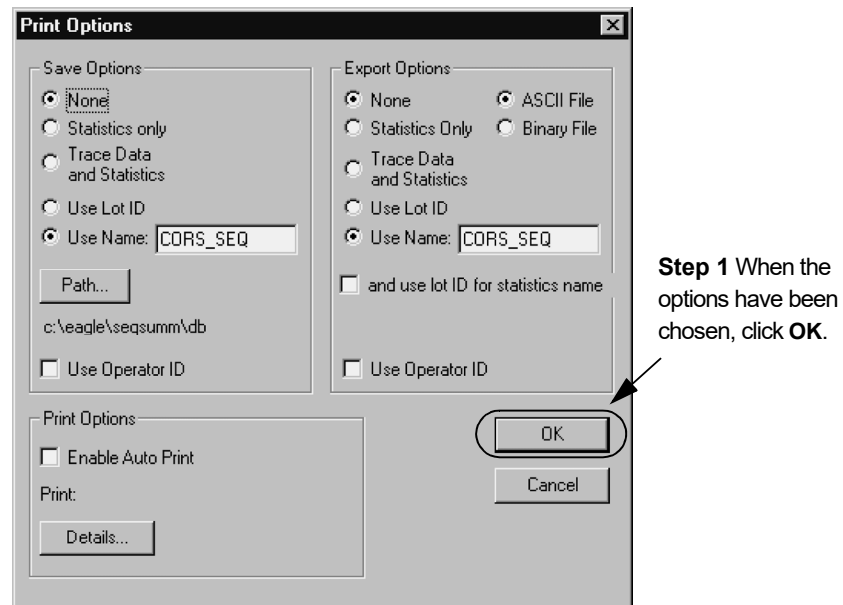 Print Options
Save Options
None
Statistics only
Trace Data
and Statistics
Use Lot ID
Use Name: CORS_SEQ
Path...
c:\eagle\seqsumm\db
Use Operator ID
Export Options
None
ASCII File
Statistics Only
Binary File
Trace Data
and Statistics
Use Lot ID
Use Name: CORS_SEQ
and use lot ID for statistics name
Use Operator ID
Print Options
Enable Auto Print
Print:
Details...
OK
Cancel
Step 1 When the
options have been
chosen, click OK.